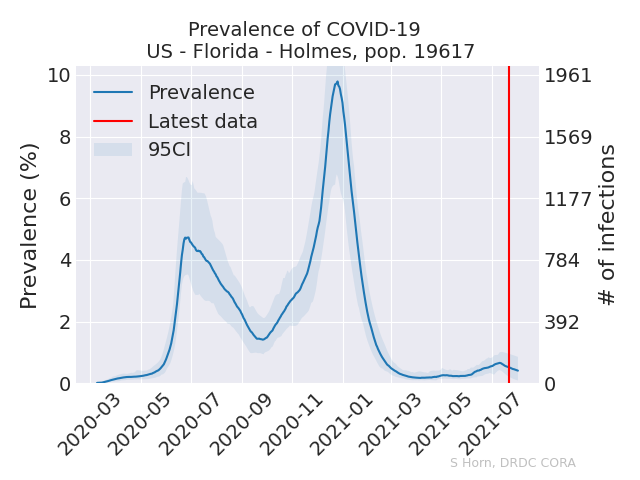 Prevalence of COVID-19
US - Florida - Holmes, pop. 19617
Prevalence
Latest data
95CI
Prevalence (%)
10
8
6
4
2
0
1961
1569
1177
784
392
0
# of infections
2020-03
2020-05
2020-07
2020-09
2020-11
2021-01
2021-03
2021-05
2021-07
S Horn, DRDC CORA